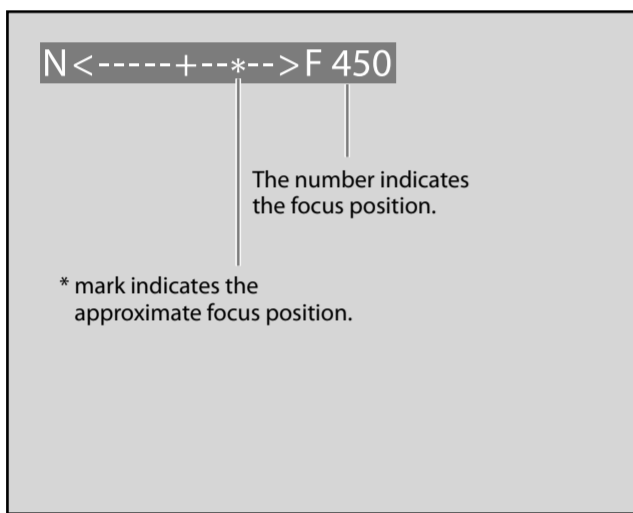 N<-----+--*-->F 450
The number indicates
the focus position.
* mark indicates the
approximate focus position.